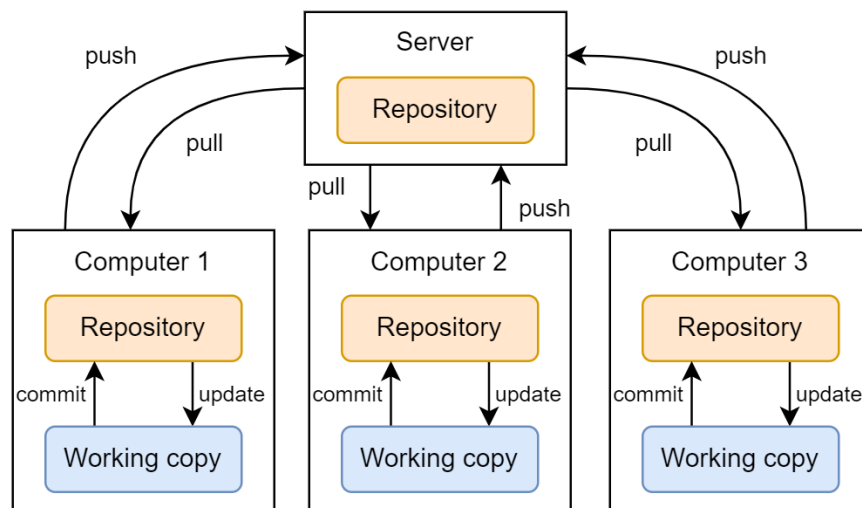 Server
push
push
Repository
pull
pull
pull
push
Computer 1
Computer 2
Computer 3
Repository
Repository
Repository
commit
update
commit
update
commit
update
Working copy
Working copy
Working copy